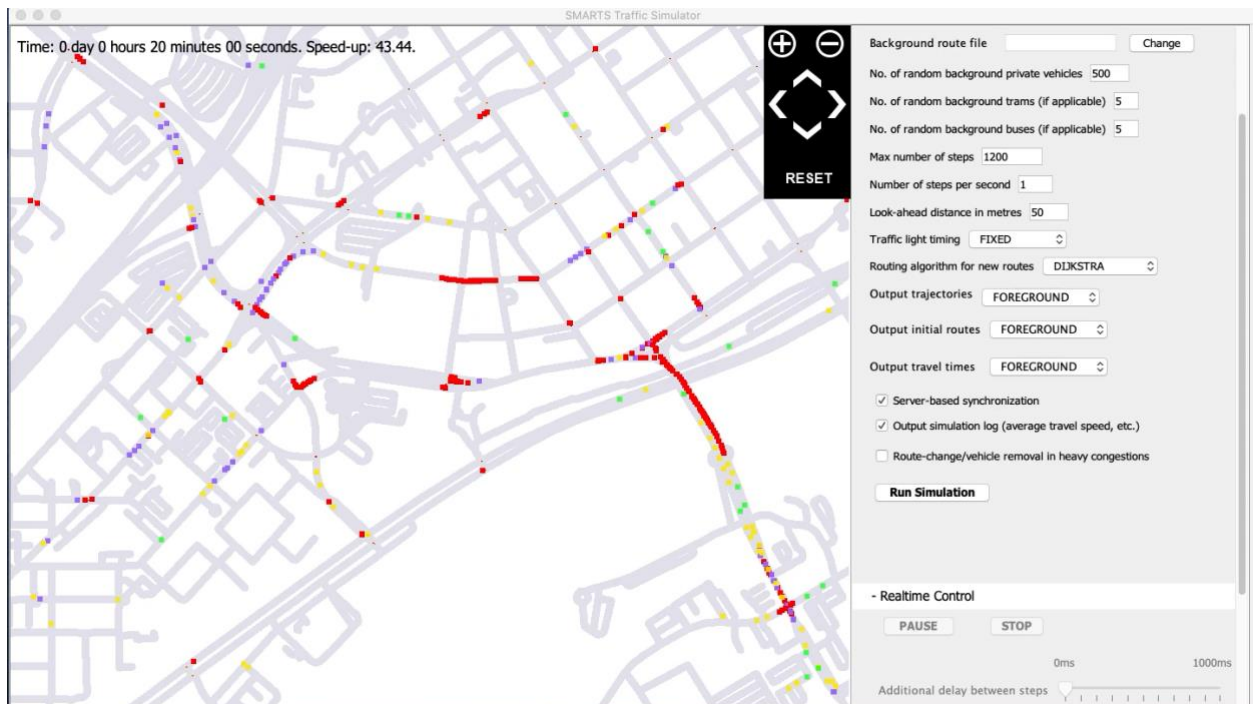 SMARTS Traffic Simulator
Time: 0 day 0 hours 20 minutes 00 seconds. Speed-up: 43.44.
RESET
Background route file Change
No. of random background private vehicles 500
No. of random background trams (if applicable) 5
No. of random background buses (if applicable) 5
Max number of steps 1200
Number of steps per second 1
Look-ahead distance in metres 50
Traffic light timing FIXED
Routing algorithm for new routes DIJKSTRA
Output trajectories FOREGROUND
Output initial routes FOREGROUND
Output travel times FOREGROUND
Server-based synchronization
Output simulation log (average travel speed, etc.)
Route-change/vehicle removal in heavy congestions
Run Simulation
- Realtime Control
PAUSE STOP
0ms 1000ms
Additional delay between steps